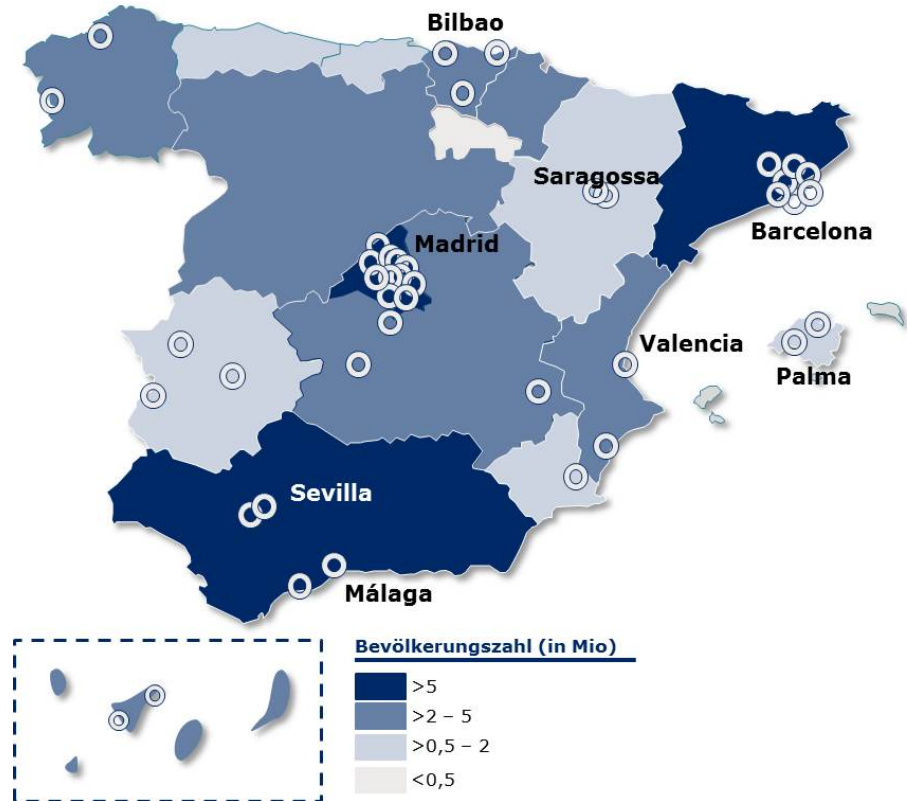 Bilbao
Saragossa
Madrid
Barcelona
Valencia
Palma
Sevilla
Málaga
Bevölkerungszahl (in Mio)
>5
>2 – 5
>0,5 – 2
<0,5